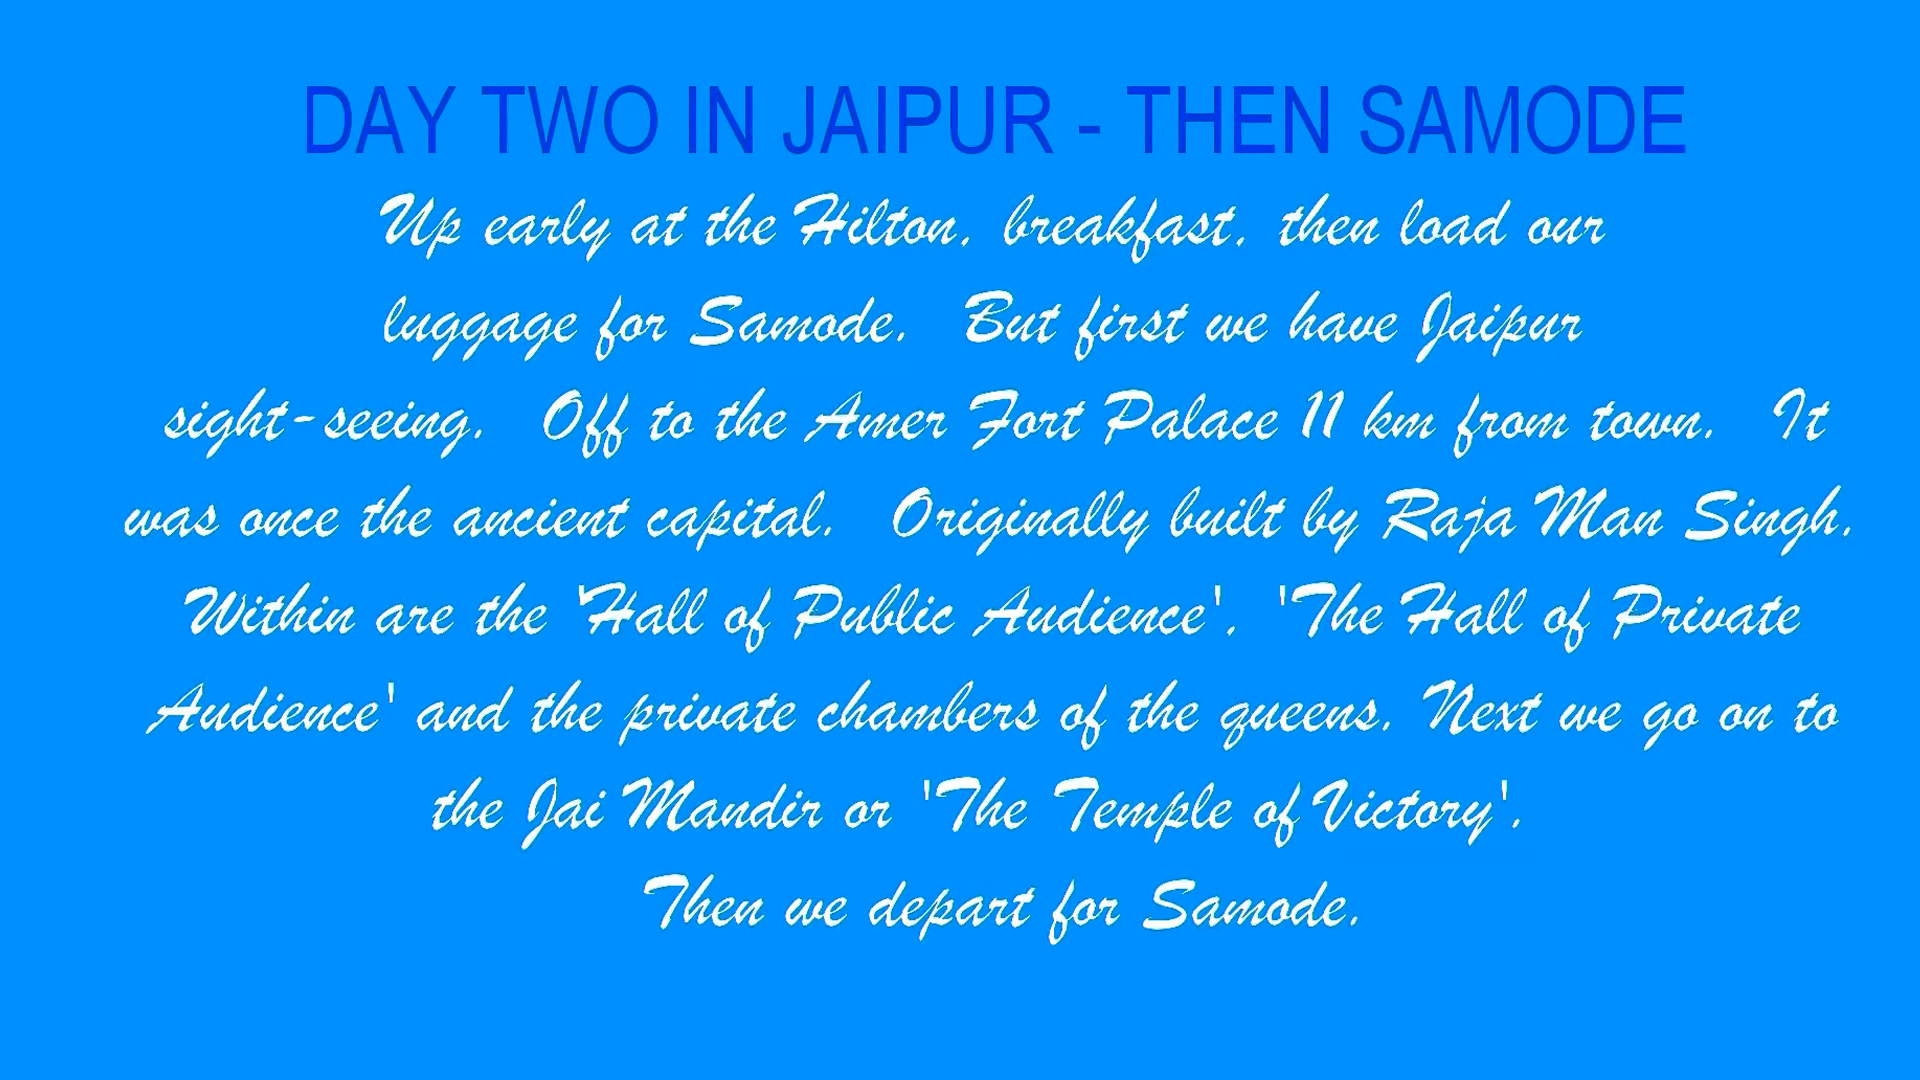 DAY TWO IN JAIPUR - THEN SAMODE
Up early at the Hilton, breakfast, then load our
luggage for Samode. But first we have Jaipur
sight-seeing. Off to the Amer Fort Palace 11 km from town. It
was once the ancient capital. Originally built by Raja Man Singh.
Within are the 'Hall of Public Audience', 'The Hall of Private
Audience' and the private chambers of the queens. Next we go on to
the Jai Mandir or 'The Temple of Victory'.
Then we depart for Samode.